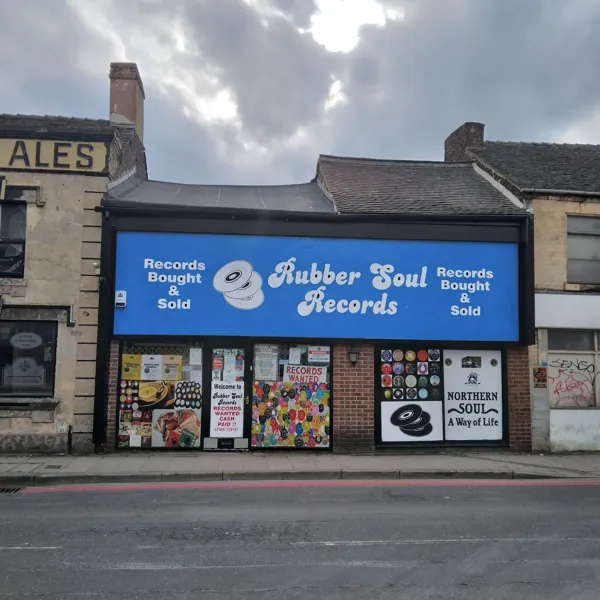 ALES
Records
Bought
&
Sold
Rubber Soul
Records
Records
Bought
&
Sold
RECORDS
WANTED
Welcome to
Rubber Soul
Records
RECORDS
WANTED
CASH
PAID !!
NORTHERN
SOUL
A Way of Life